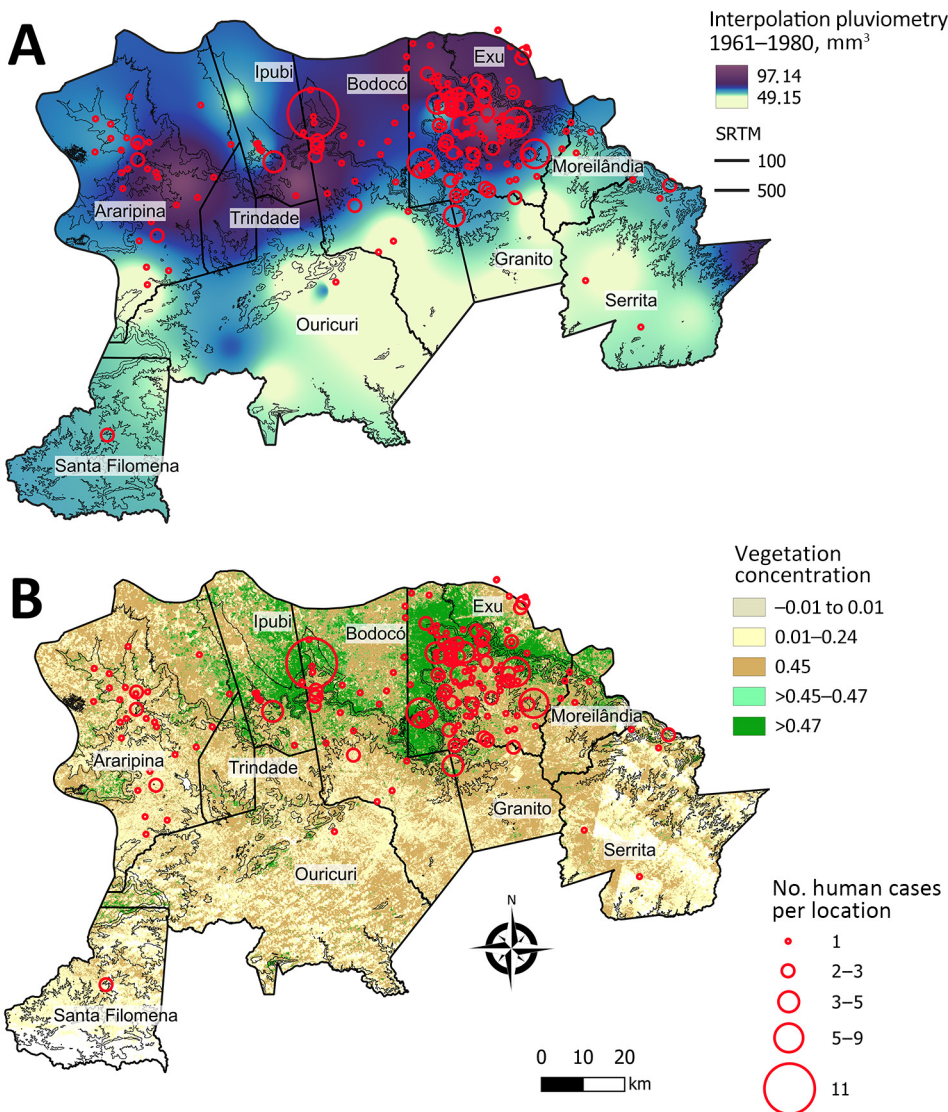 A
Interpolation pluviometry
1961–1980, mm³
97.14
49.15
SRTM
100
500
Ipubi
Bodocó
Exu
Moreilândia
Araripina
Trindade
Granito
Serrita
Ouricuri
Santa Filomena
B
Vegetation
concentration
–0.01 to 0.01
0.01–0.24
0.45
>0.45–0.47
>0.47
Ipubi
Bodocó
Exu
Moreilândia
Araripina
Trindade
Granito
Serrita
Ouricuri
Santa Filomena
N
0 10 20
km
No. human cases
per location
1
2–3
3–5
5–9
11